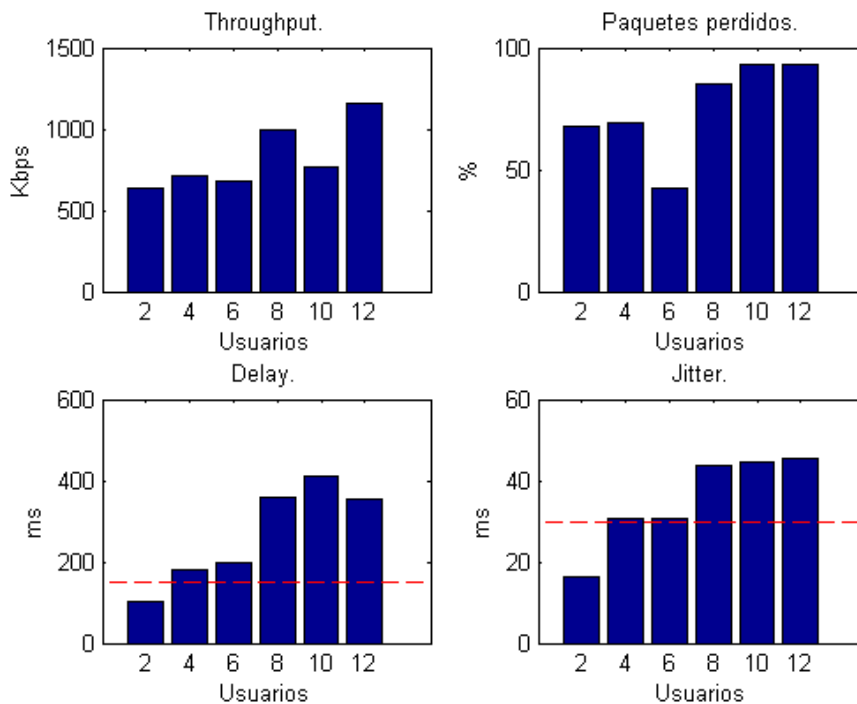 Throughput.
1500
1000
500
0
Kbps
2 4 6 8 10 12
Usuarios
Paquetes perdidos.
100
50
0
%
2 4 6 8 10 12
Usuarios
Delay.
600
400
200
0
ms
2 4 6 8 10 12
Usuarios
Jitter.
60
40
20
0
ms
2 4 6 8 10 12
Usuarios